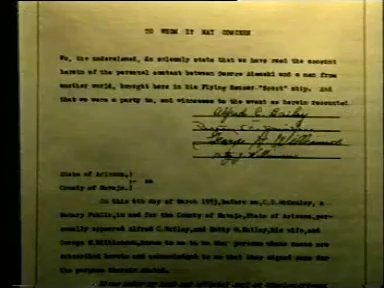 TO WHOM IT MAY CONCERN
We, the undersigned, do solemnly state that we have read the account
herein of the personal contact between George Adamski and a man from
another world, brought here in his Flying Saucer "Scout" ship. And
that we were a party to, and witnesses to the event as herein recounted.
Alfred C. Bailey
George H. Williamson
State of Arizona,)
) ss
County of Navajo.)
On this 6th day of March 1953, before me, C.D.
Notary Public, in and for the County of Navajo, State of Arizona, per-
sonally appeared Alfred C. Bailey, and Betty M. Bailey, his wife, and
George H. Williamson, known to me to be the persons whose names are
subscribed hereto and acknowledged to me that they signed same for
the purpose therein stated.